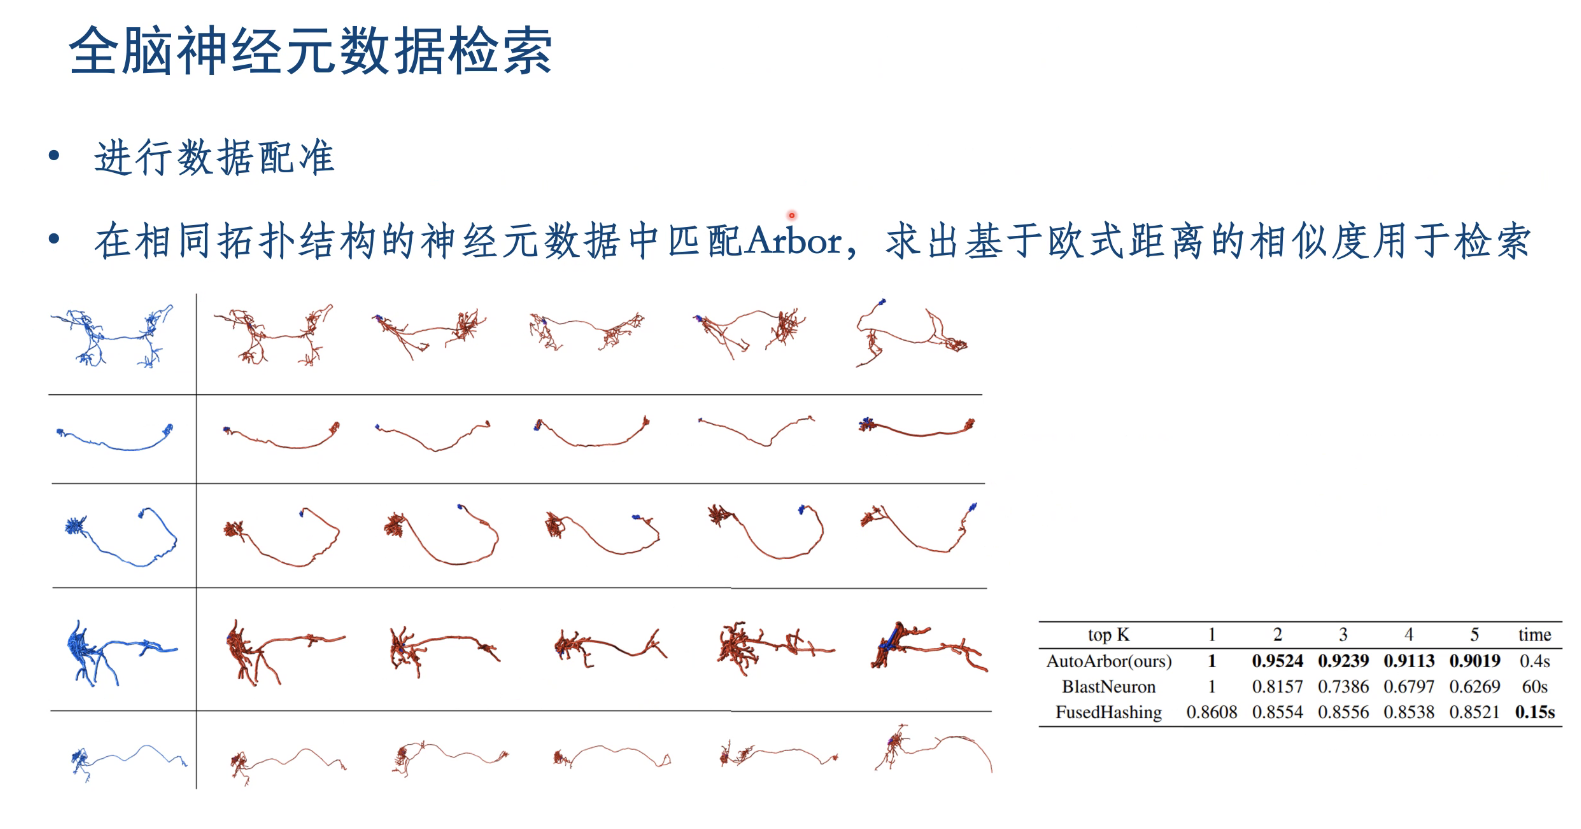 全脑神经元数据检索
• 进行数据配准
• 在相同拓扑结构的神经元数据中匹配Arbor，求出基于欧式距离的相似度用于检索
top K 1 2 3 4 5 time
AutoArbor(ours) 1 0.9524 0.9239 0.9113 0.9019 0.4s
BlastNeuron 1 0.8157 0.7386 0.6797 0.6269 60s
FusedHashing 0.8608 0.8554 0.8556 0.8538 0.8521 0.15s